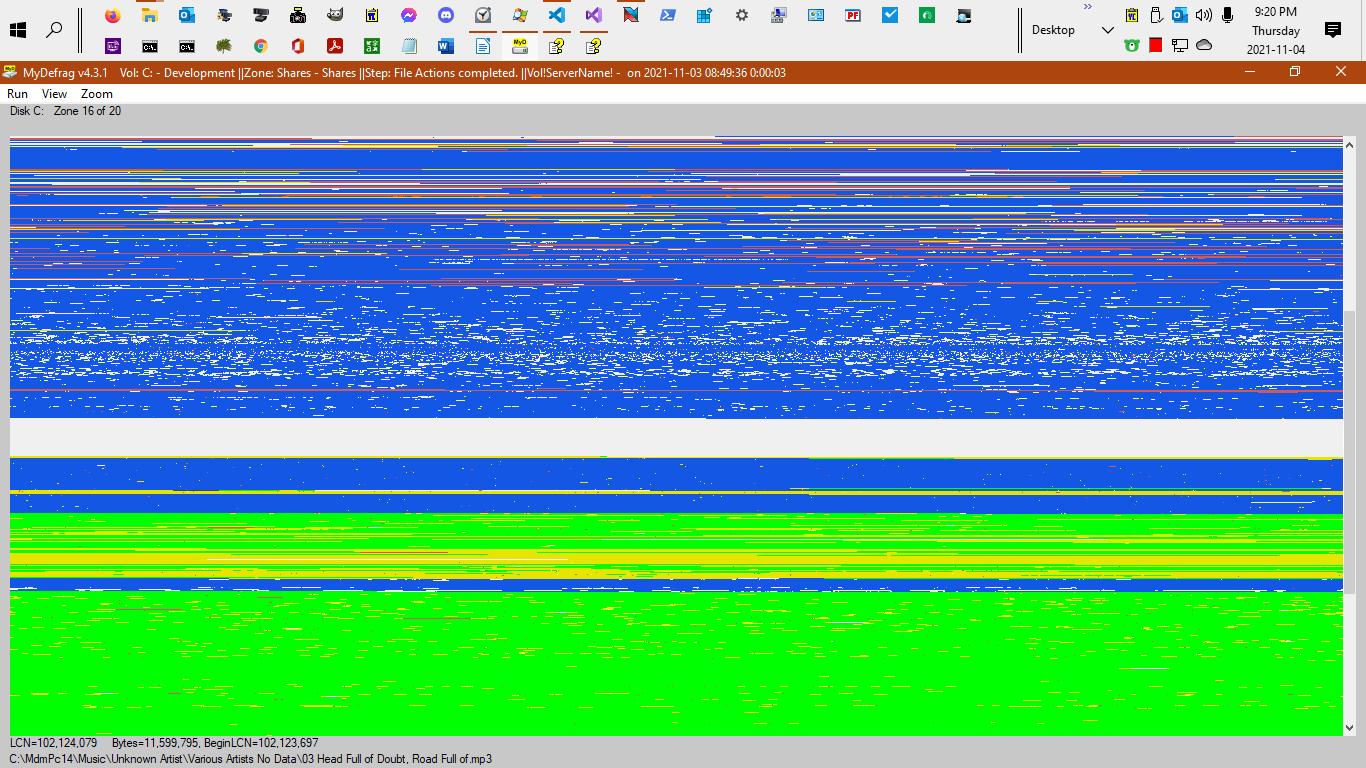 9:20 PM
Desktop
Thursday
2021-11-04
MyDefrag v4.3.1    Vol: C: - Development ||Zone: Shares - Shares ||Step: File Actions completed. ||Vol!ServerName! -  on 2021-11-03 08:49:36 0:00:03
Run View Zoom
Disk C:   Zone 16 of 20
LCN=102,124,079    Bytes=11,599,795, BeginLCN=102,123,697
C:\MdmPc14\Music\Unknown Artist\Various Artists No Data\03 Head Full of Doubt, Road Full of.mp3